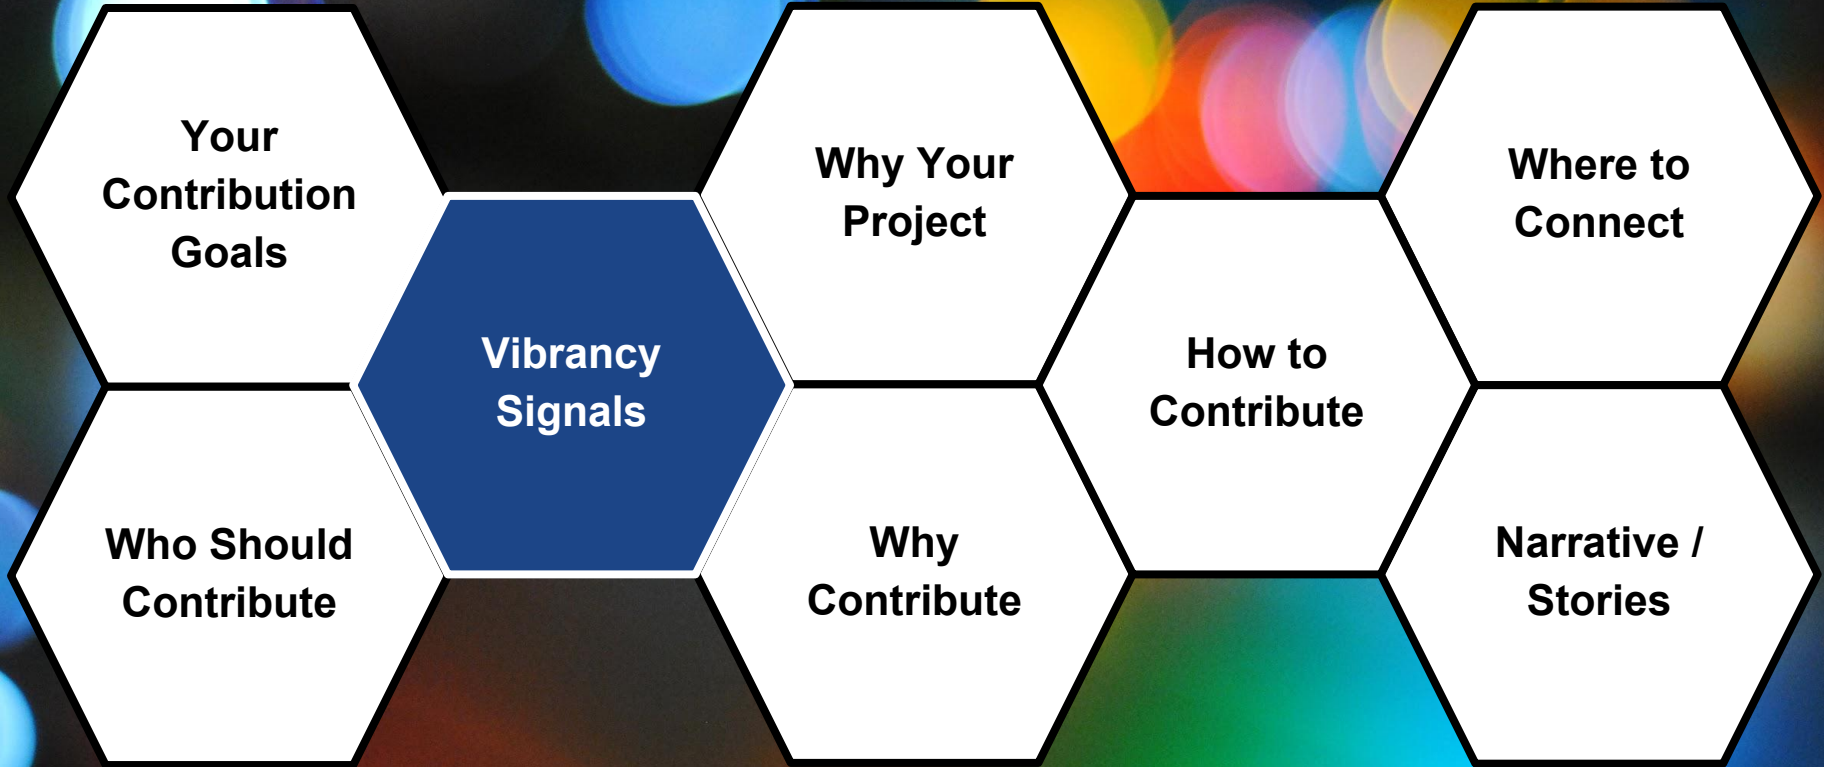 Your
Contribution
Goals
Who Should
Contribute
Vibrancy
Signals
Why Your
Project
Why
Contribute
How to
Contribute
Where to
Connect
Narrative /
Stories